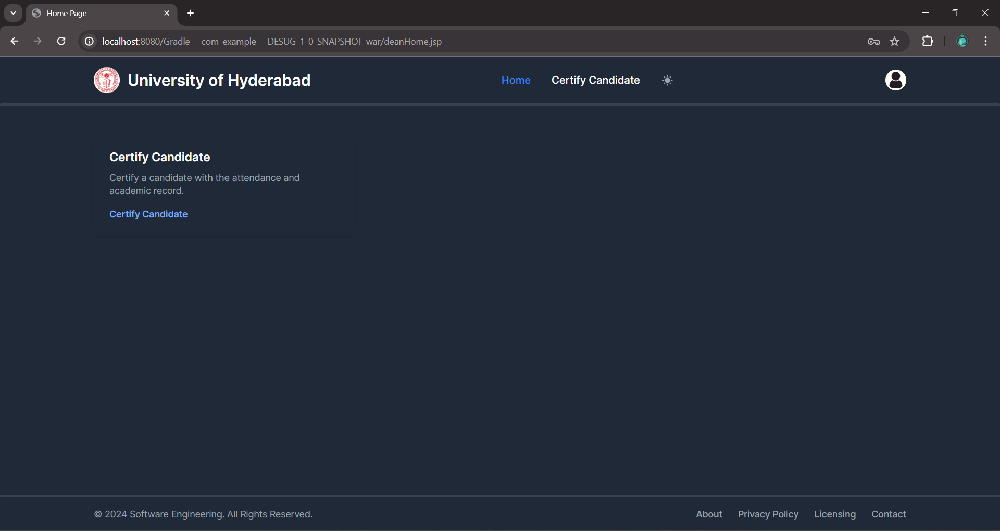 Home Page
localhost:8080/Gradle___com_example___DESUG_1_0_SNAPSHOT_war/deanHome.jsp
University of Hyderabad
Home
Certify Candidate
Certify Candidate
Certify a candidate with the attendance and
academic record.
Certify Candidate
© 2024 Software Engineering. All Rights Reserved.
About
Privacy Policy
Licensing
Contact